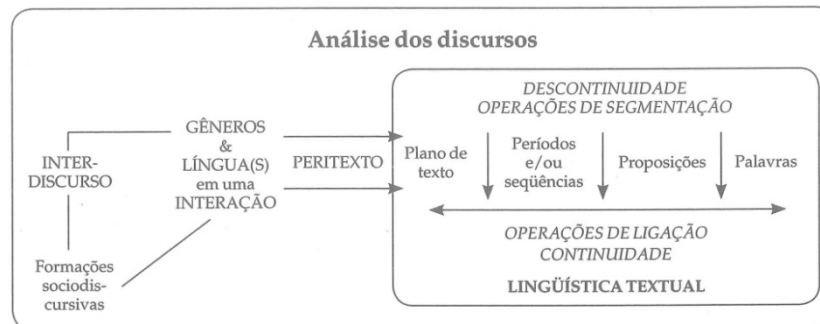 Análise dos discursos
INTER-
DISCURSO
Formações
sociodis-
cursivas
GÊNEROS
&
LÍNGUA(S)
em uma
INTERAÇÃO
PERITEXTO
DESCONTINUIDADE
OPERAÇÕES DE SEGMENTAÇÃO
Plano de
texto
Períodos
e/ou
seqüências
Proposições
Palavras
OPERAÇÕES DE LIGAÇÃO
CONTINUIDADE
LINGÜÍSTICA TEXTUAL